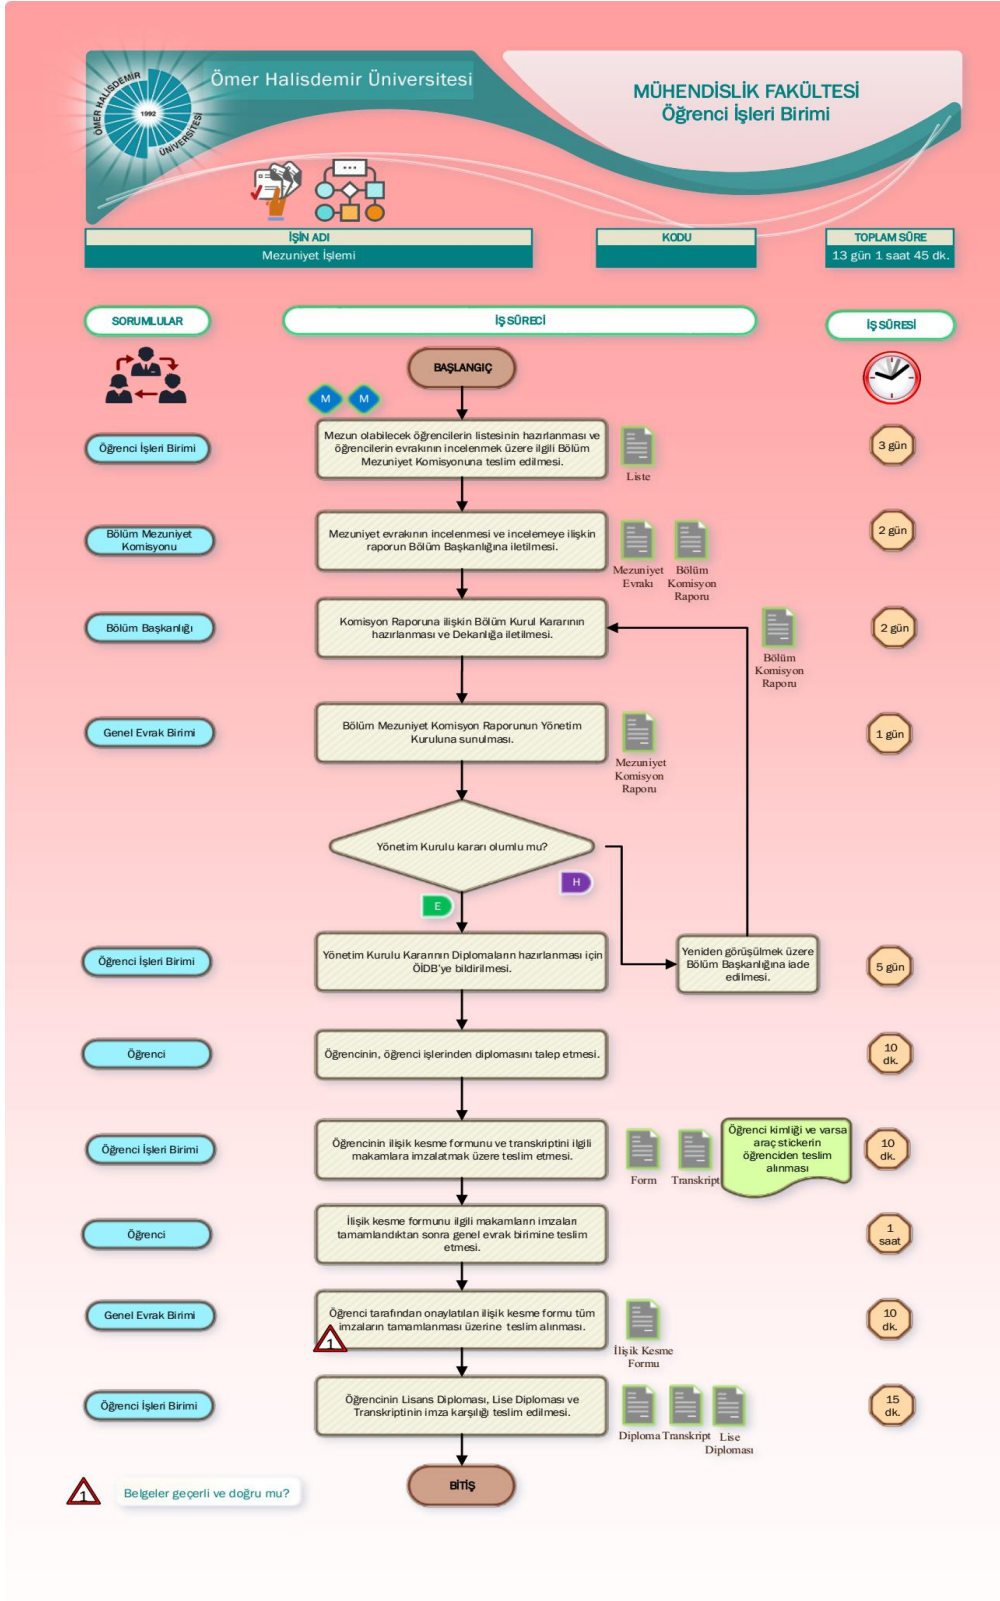 ÖMER HALİSDEMİR
ÜNİVERSİTESİ
1992
Ömer Halisdemir Üniversitesi
MÜHENDİSLİK FAKÜLTESİ
Öğrenci İşleri Birimi
İŞİN ADI
Mezuniyet İşlemi
KODU
TOPLAM SÜRE
13 gün 1 saat 45 dk.
SORUMLULAR
İŞ SÜRECİ
İŞ SÜRESİ
BAŞLANGIÇ
M
M
Öğrenci İşleri Birimi
Mezun olabilecek öğrencilerin listesinin hazırlanması ve
öğrencilerin evrakının incelenmek üzere ilgili Bölüm
Mezuniyet Komisyonuna teslim edilmesi.
Liste
3 gün
Bölüm Mezuniyet
Komisyonu
Mezuniyet evrakının incelenmesi ve incelemeye ilişkin
raporun Bölüm Başkanlığına iletilmesi.
Mezuniyet
Evrakı
Bölüm
Komisyon
Raporu
2 gün
Bölüm Başkanlığı
Komisyon Raporuna ilişkin Bölüm Kurul Kararının
hazırlanması ve Dekanlığa iletilmesi.
Bölüm
Komisyon
Raporu
2 gün
Genel Evrak Birimi
Bölüm Mezuniyet Komisyon Raporunun Yönetim
Kuruluna sunulması.
Mezuniyet
Komisyon
Raporu
1 gün
Yönetim Kurulu kararı olumlu mu?
H
E
Öğrenci İşleri Birimi
Yönetim Kurulu Kararının Diplomaların hazırlanması için
ÖİDB'ye bildirilmesi.
Yeniden görüşülmek üzere
Bölüm Başkanlığına iade
edilmesi.
5 gün
Öğrenci
Öğrencinin, öğrenci işlerinden diplomasını talep etmesi.
10
dk.
Öğrenci İşleri Birimi
Öğrencinin ilişik kesme formunu ve transkriptini ilgili
makamlara imzalatmak üzere teslim etmesi.
Form
Transkript
Öğrenci kimliği ve varsa
araç stickerin
öğrenciden teslim
alınması
10
dk.
Öğrenci
İlişik kesme formunu ilgili makamların imzaları
tamamlandıktan sonra genel evrak birimine teslim
etmesi.
1
saat
Genel Evrak Birimi
Öğrenci tarafından onaylatılan ilişik kesme formu tüm
imzaların tamamlanması üzerine teslim alınması.
1
İlişik Kesme
Formu
10
dk.
Öğrenci İşleri Birimi
Öğrencinin Lisans Diploması, Lise Diploması ve
Transkriptinin imza karşılığı teslim edilmesi.
Diploma
Transkript
Lise
Diploması
15
dk.
BİTİŞ
1
Belgeler geçerli ve doğru mu?